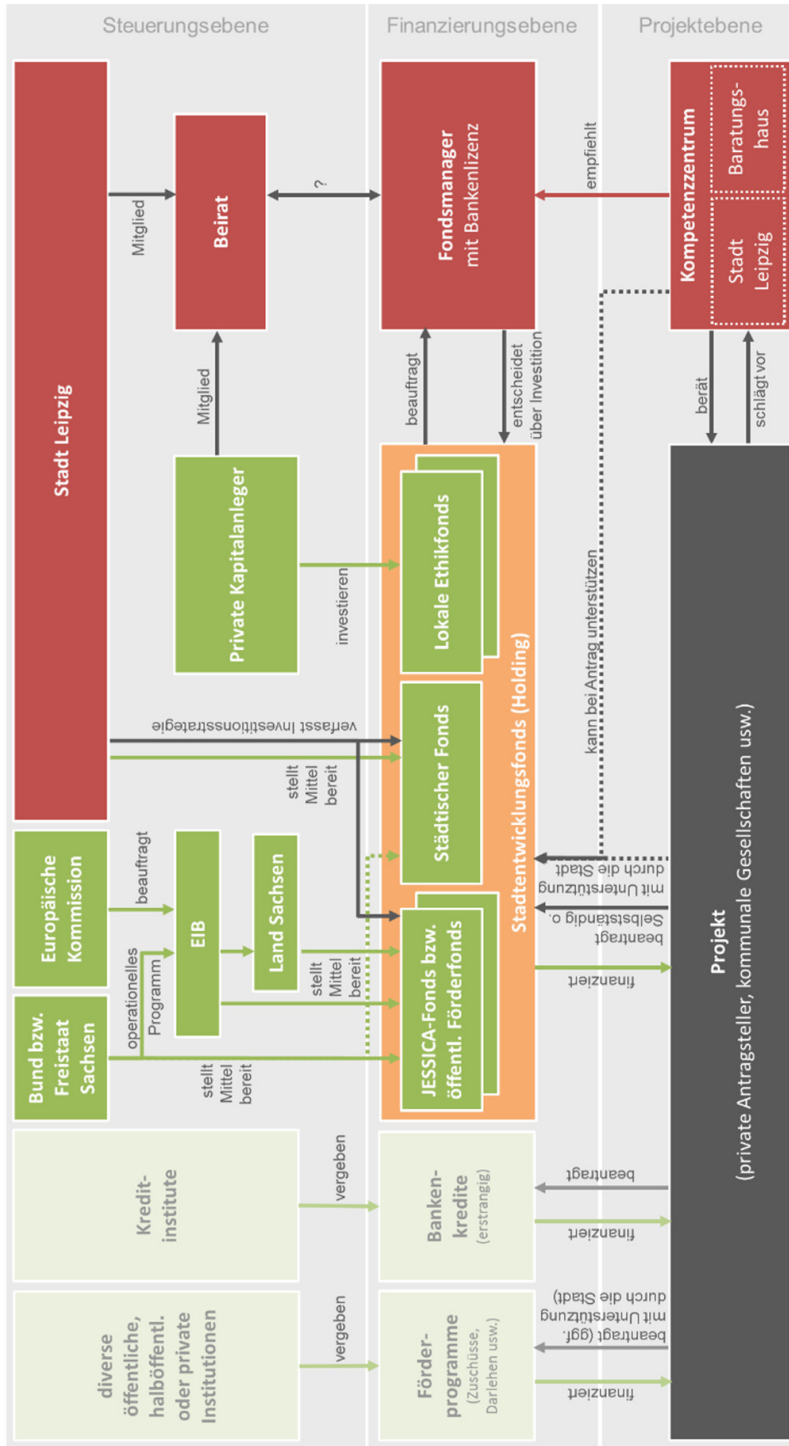 Steuerungsebene
Finanzierungsebene
Projektebene
diverse
öffentliche,
halböffentl.
oder private
Institutionen
Kredit-
institute
Bund bzw.
Freistaat
Sachsen
Europäische
Kommission
Stadt Leipzig
vergeben
vergeben
operationelles
Programm
beauftragt
EIB
Land Sachsen
stellt
Mittel
bereit
stellt
Mittel
bereit
stellt
Mittel
bereit
verfasst Investitionsstrategie
Private Kapitalanleger
investieren
Mitglied
Mitglied
Beirat
?
Förder-
programme
(Zuschüsse,
Darlehen usw.)
Banken-
kredite
(erstrangig)
JESSICA-Fonds bzw.
öffentl. Förderfonds
Städtischer Fonds
Lokale Ethikfonds
Stadtentwicklungsfonds (Holding)
beauftragt
entscheidet
über Investition
Fondsmanager
mit Bankenlizenz
finanziert
beantragt (ggf.
mit Unterstützung
durch die Stadt)
finanziert
beantragt
finanziert
beantragt
Selbstständig o.
mit Unterstützung
durch die Stadt
kann bei Antrag unterstützen
empfiehlt
Projekt
(private Antragsteller, kommunale Gesellschaften usw.)
berät
schlägt vor
Kompetenzzentrum
Stadt
Leipzig
Baratungs-
haus